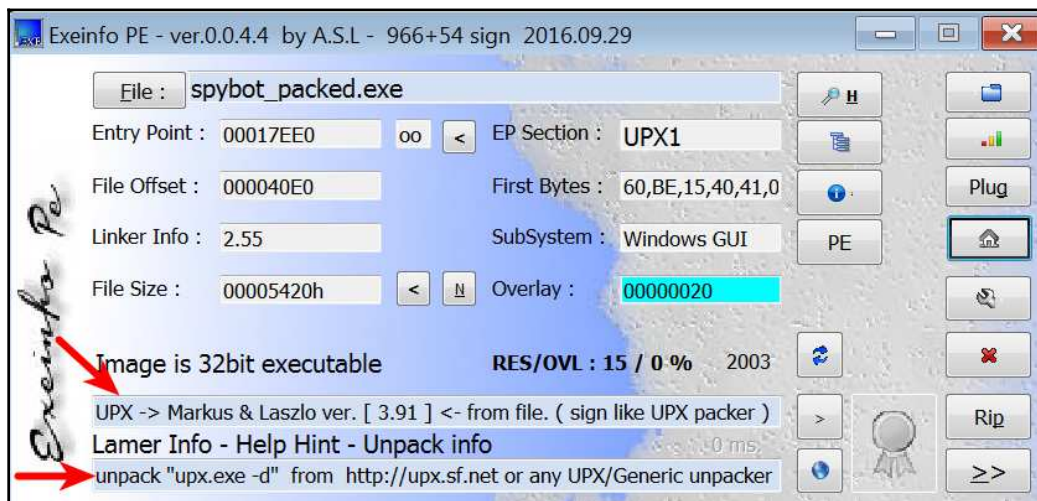 Exeinfo PE - ver.0.0.4.4 by A.S.L - 966+54 sign 2016.09.29
File : spybot_packed.exe
H
Entry Point : 00017EE0 oo < EP Section : UPX1
File Offset : 000040E0 First Bytes : 60,BE,15,40,41,0
Plug
Linker Info : 2.55 SubSystem : Windows GUI PE
File Size : 00005420h < N Overlay : 00000020
Image is 32bit executable RES/OVL : 15 / 0 % 2003
UPX -> Markus & Laszlo ver. [ 3.91 ] <- from file. ( sign like UPX packer ) > Rip
Lamer Info - Help Hint - Unpack info 0 ms.
unpack "upx.exe -d" from http://upx.sf.net or any UPX/Generic unpacker >>
Exeinfo Pe